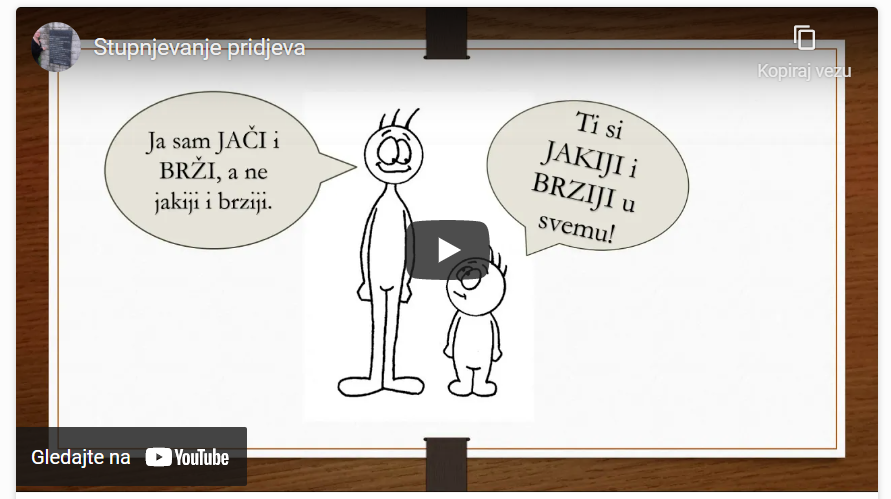 Stupnjevanje pridjeva
Kopiraj vezu
Ja sam JAČI i
BRŽI, a ne
jakiji i brziji.
Ti si
JAKIJI i
BRZIJI u
svemu!
Gledajte na YouTube